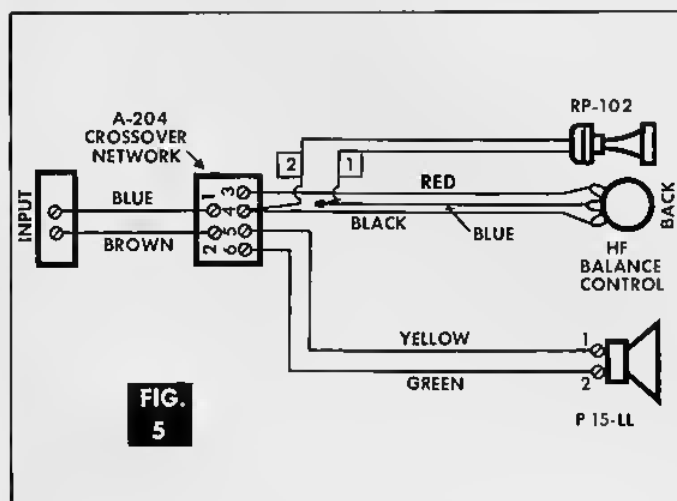 RP-102
A-204
CROSSOVER
NETWORK
2
1
INPUT
BLUE
BROWN
1
2
3
4
5
6
RED
BLACK
BLUE
BACK
HF
BALANCE
CONTROL
YELLOW
GREEN
1
2
P 15-LL
FIG.
5